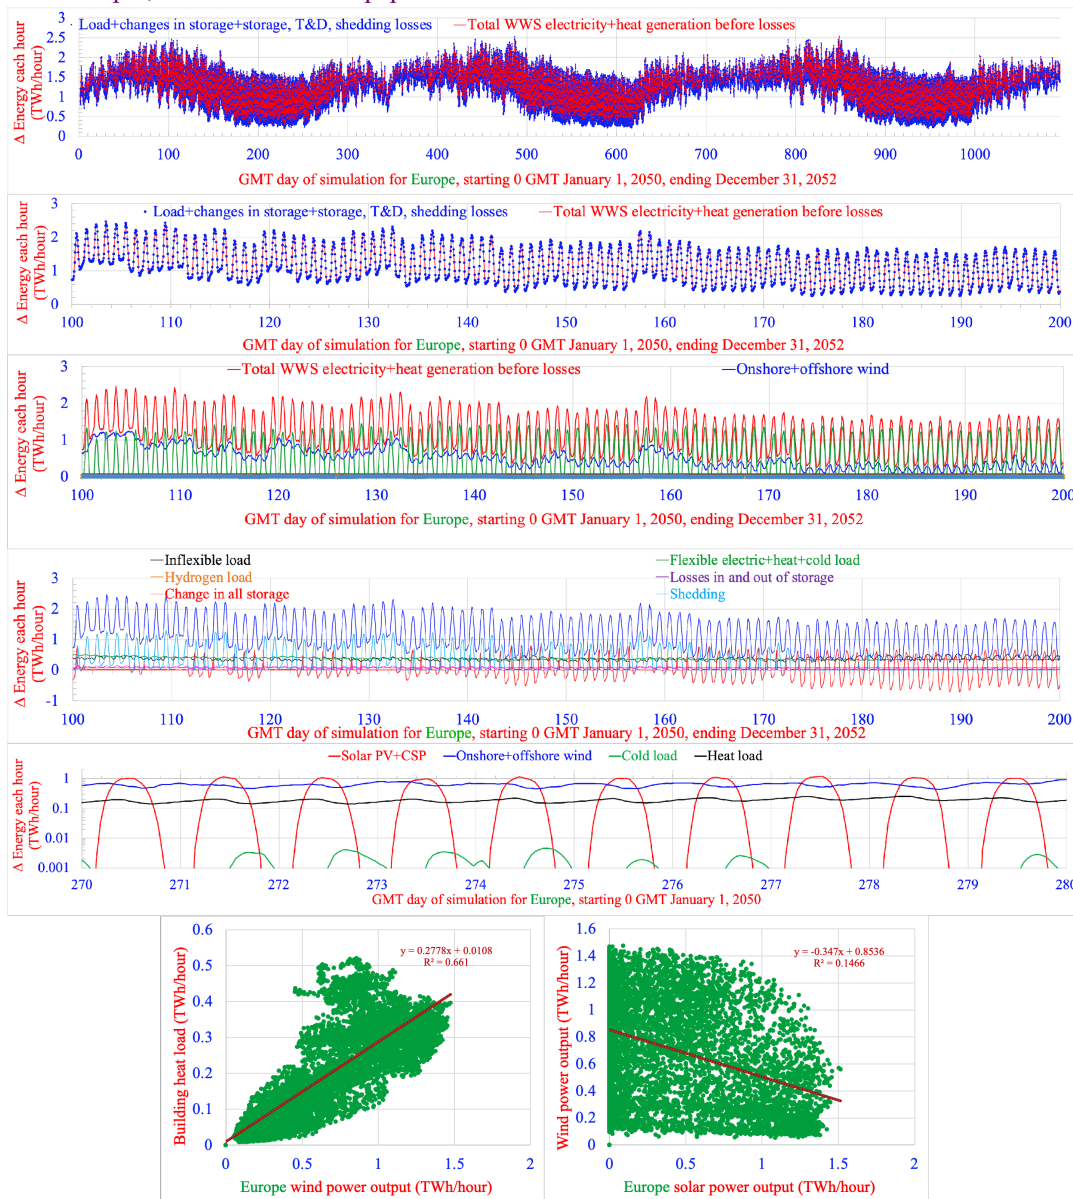 Load+changes in storage+storage, T&D, shedding losses
Total WWS electricity+heat generation before losses
Δ Energy each hour
(TWh/hour)
3
2.5
2
1.5
1
0.5
0
0 100 200 300 400 500 600 700 800 900 1000
GMT day of simulation for Europe, starting 0 GMT January 1, 2050, ending December 31, 2052
Load+changes in storage+storage, T&D, shedding losses
Total WWS electricity+heat generation before losses
Δ Energy each hour
(TWh/hour)
3
2
1
0
100 110 120 130 140 150 160 170 180 190 200
GMT day of simulation for Europe, starting 0 GMT January 1, 2050, ending December 31, 2052
Total WWS electricity+heat generation before losses
Onshore+offshore wind
Δ Energy each hour
(TWh/hour)
3
2
1
0
100 110 120 130 140 150 160 170 180 190 200
GMT day of simulation for Europe, starting 0 GMT January 1, 2050, ending December 31, 2052
Inflexible load
Flexible electric+heat+cold load
Hydrogen load
Losses in and out of storage
Change in all storage
Shedding
Δ Energy each hour
(TWh/hour)
3
2
1
0
-1
100 110 120 130 140 150 160 170 180 190 200
GMT day of simulation for Europe, starting 0 GMT January 1, 2050, ending December 31, 2052
Solar PV+CSP Onshore+offshore wind Cold load Heat load
Δ Energy each hour
(TWh/hour)
1
0.1
0.01
0.001
270 271 272 273 274 275 276 277 278 279 280
GMT day of simulation for Europe, starting 0 GMT January 1, 2050
Building heat load (TWh/hour)
0.6
0.5
0.4
0.3
0.2
0.1
0
y = 0.2778x + 0.0108
R² = 0.661
0 0.5 1 1.5 2
Europe wind power output (TWh/hour)
Wind power output (TWh/hour)
1.6
1.4
1.2
1
0.8
0.6
0.4
0.2
0
y = -0.347x + 0.8536
R² = 0.1466
0 0.5 1 1.5 2
Europe solar power output (TWh/hour)